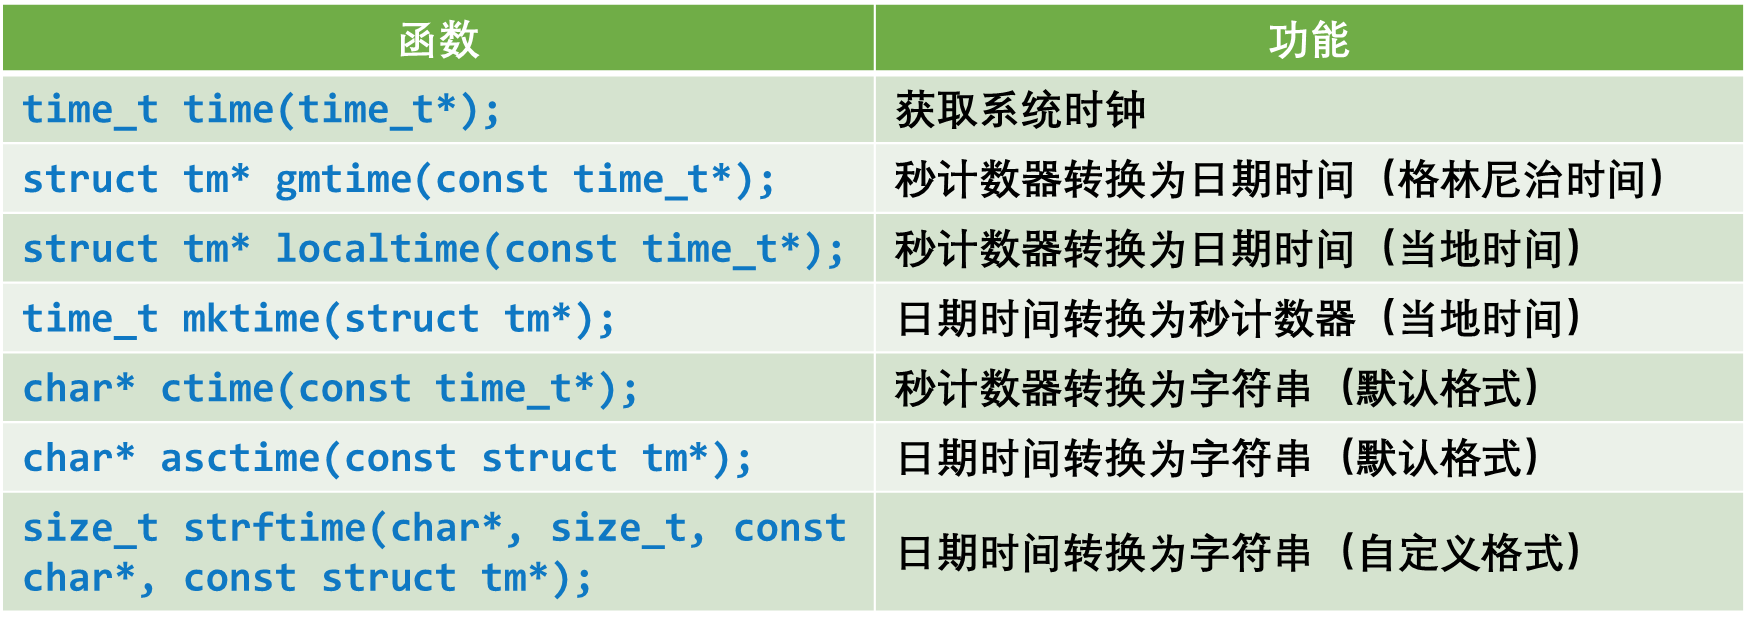 函数 功能
time_t time(time_t*); 获取系统时钟
struct tm* gmtime(const time_t*); 秒计数器转换为日期时间（格林尼治时间）
struct tm* localtime(const time_t*); 秒计数器转换为日期时间（当地时间）
time_t mktime(struct tm*); 日期时间转换为秒计数器（当地时间）
char* ctime(const time_t*); 秒计数器转换为字符串（默认格式）
char* asctime(const struct tm*); 日期时间转换为字符串（默认格式）
size_t strftime(char*, size_t, const
char*, const struct tm*);
日期时间转换为字符串（自定义格式）